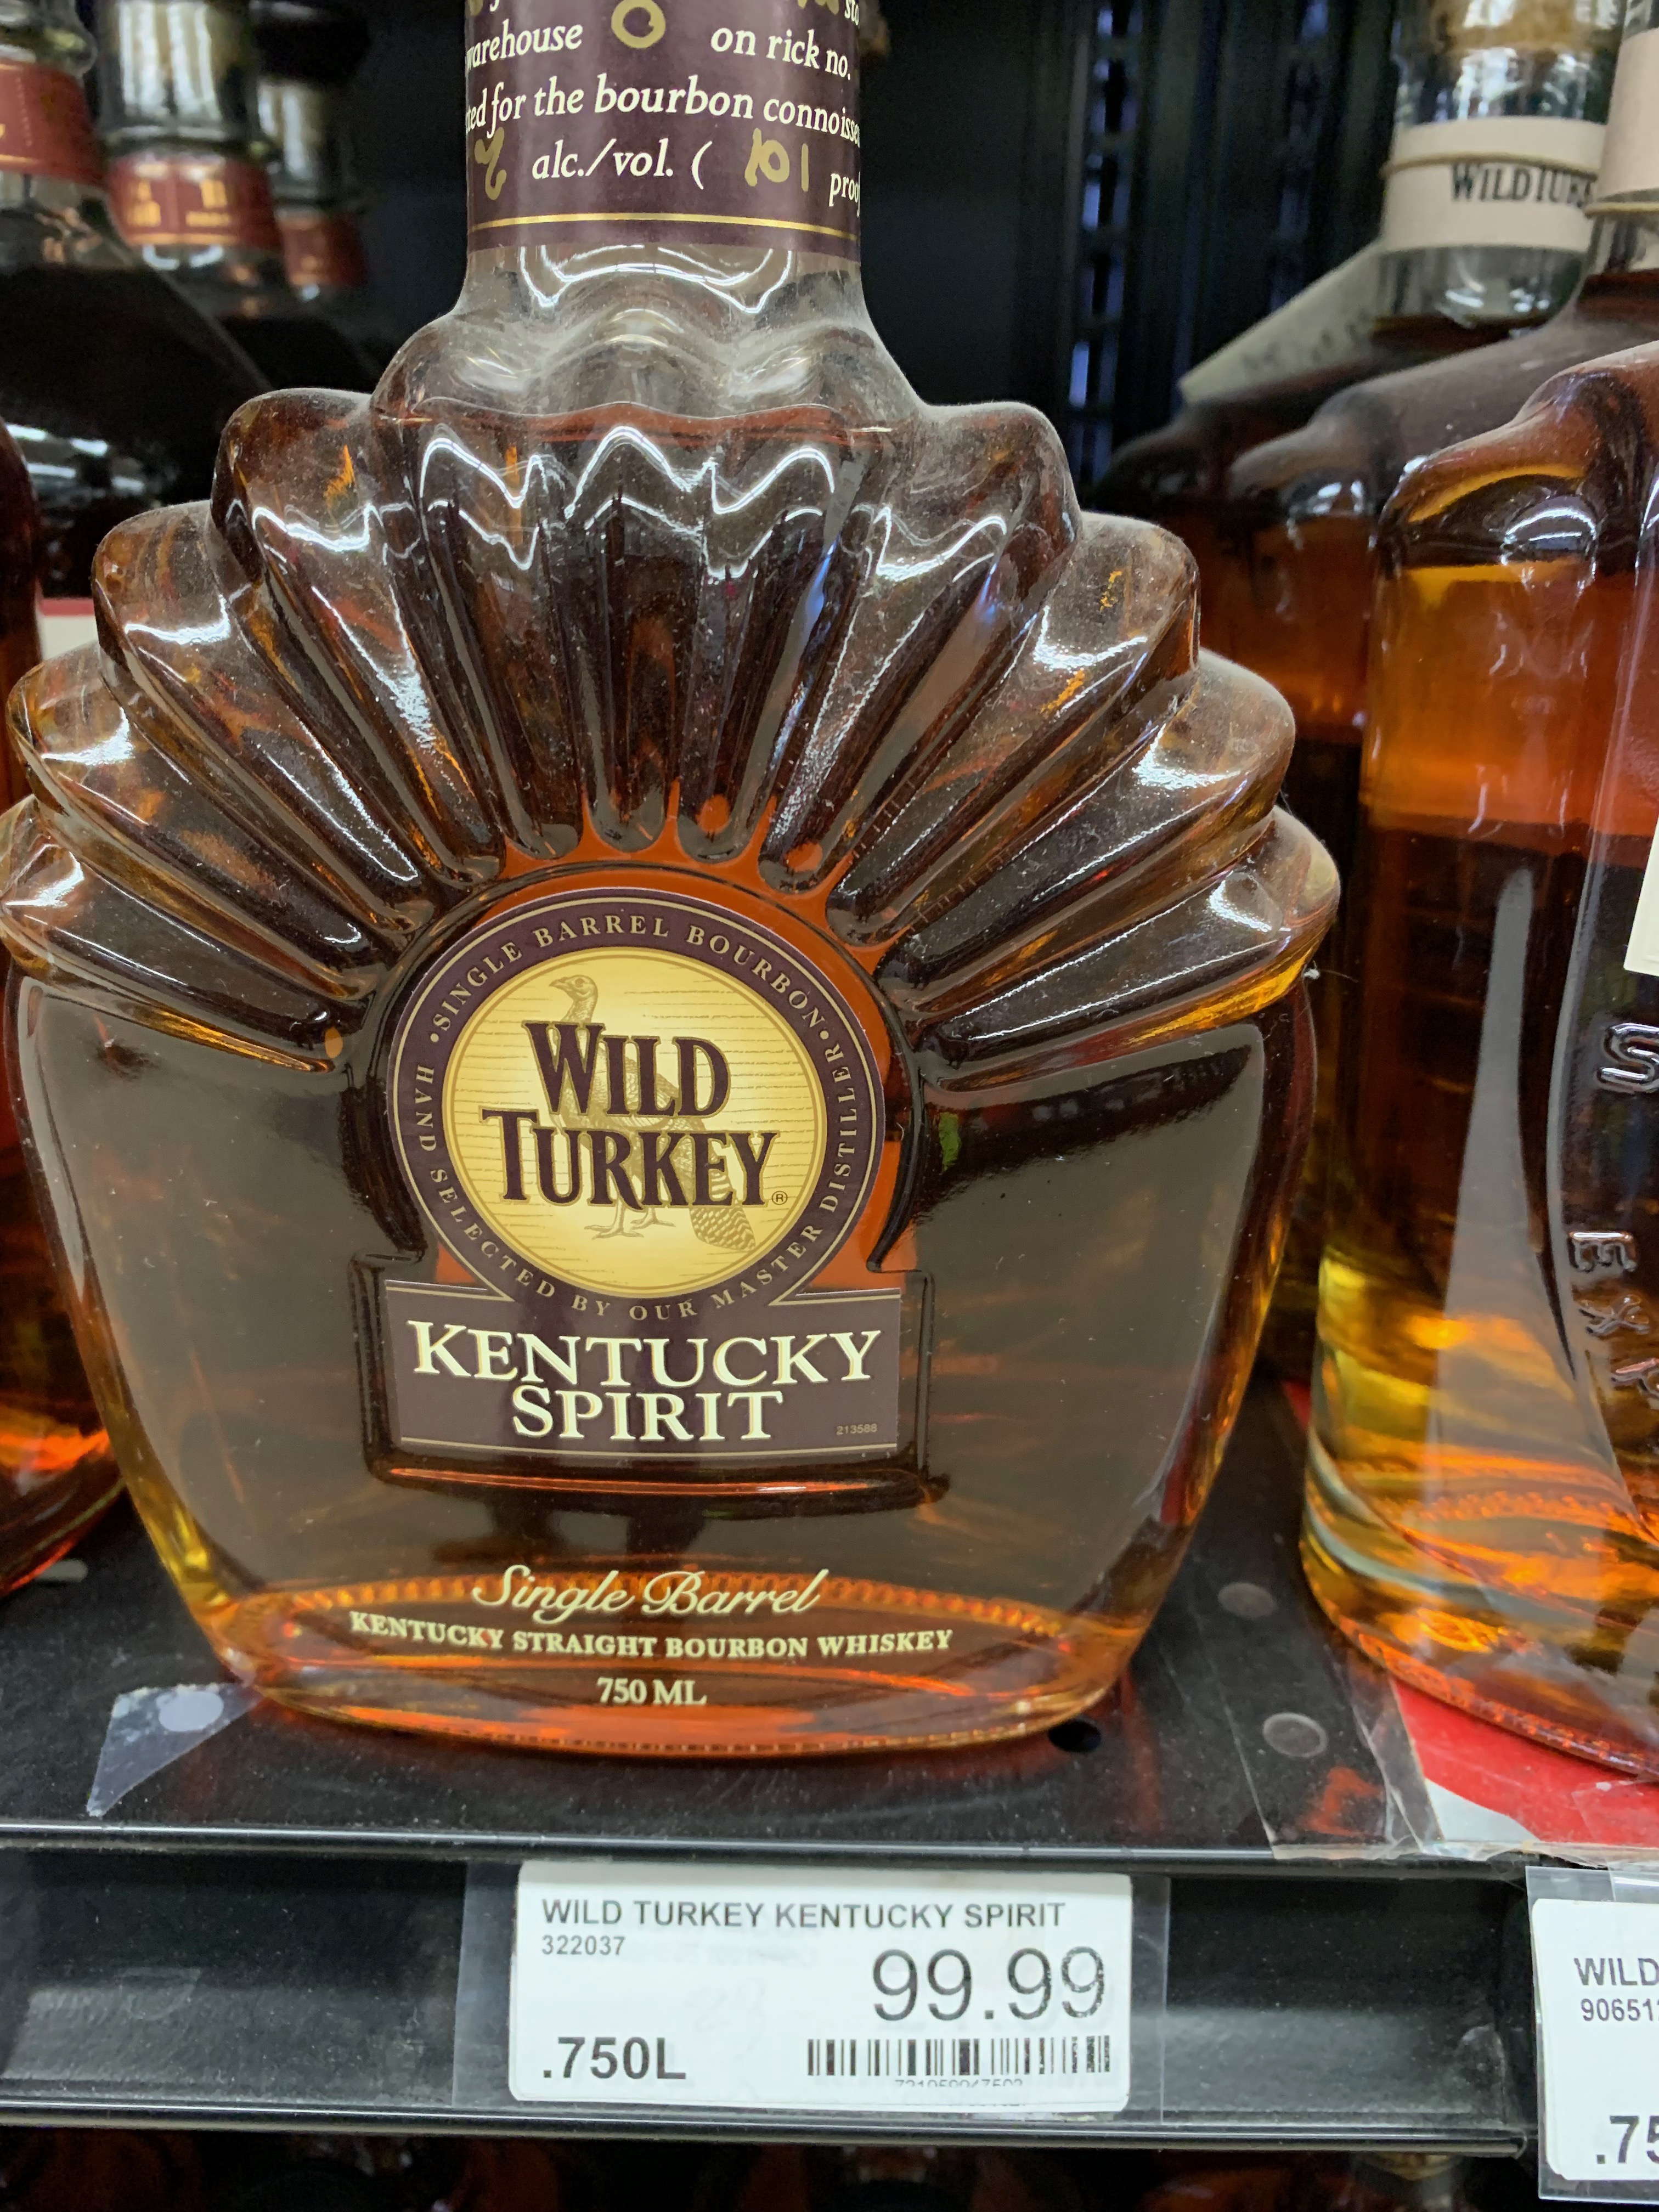 warehouse O on rick no.
for the bourbon
alc./vol. ( 101
WILD
• SINGLE BARREL BOURBON •
WILD
TURKEY®
HAND SELECTED BY OUR MASTER DISTILLER
KENTUCKY
SPIRIT
213588
Single Barrel
KENTUCKY STRAIGHT BOURBON WHISKEY
750 ML
WILD TURKEY KENTUCKY SPIRIT
322037
99.99
.750L
WILD